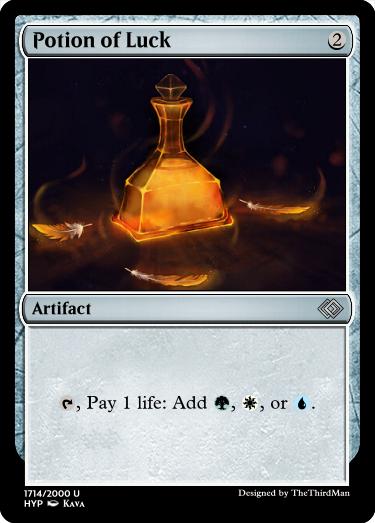 Potion of Luck 2
Artifact
, Pay 1 life: Add , , or .
1714/2000 U
HYP Kava
Designed by TheThirdMan